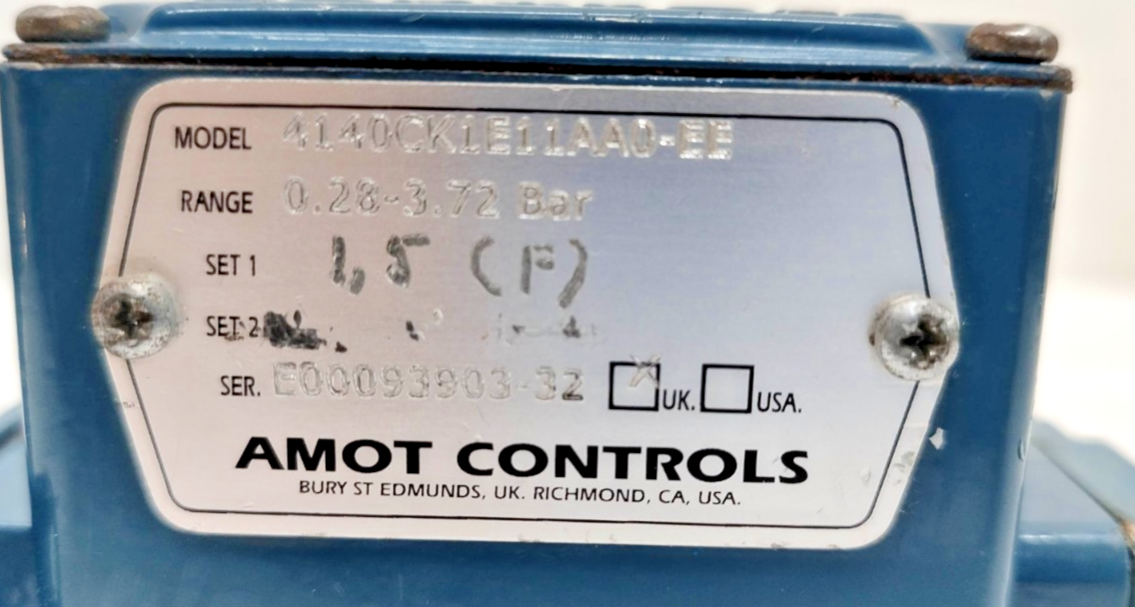 MODEL 4140CK1E11AA0-EE
RANGE 0.28-3.72 Bar
SET 1 1,5 (F)
SET 2
SER. E00093903-32 UK. USA.
AMOT CONTROLS
BURY ST EDMUNDS, UK. RICHMOND, CA, USA.